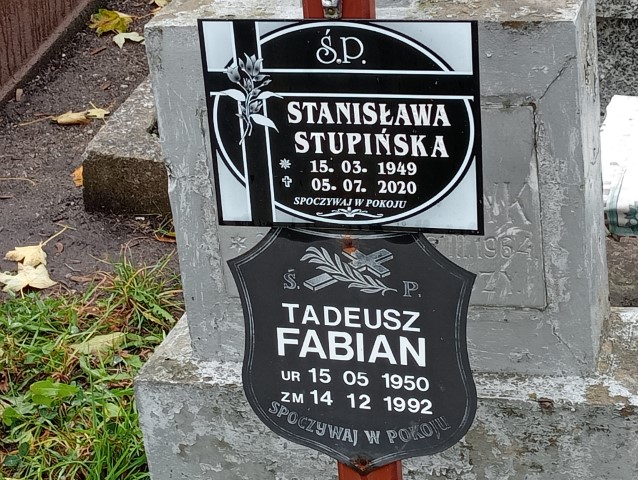 Ś.P.
STANISŁAWA
STUPIŃSKA
15. 03. 1949
05. 07. 2020
SPOCZYWAJ W POKOJU
Ś. P.
TADEUSZ
FABIAN
UR 15 05 1950
ZM 14 12 1992
SPOCZYWAJ W POKOJU
1964